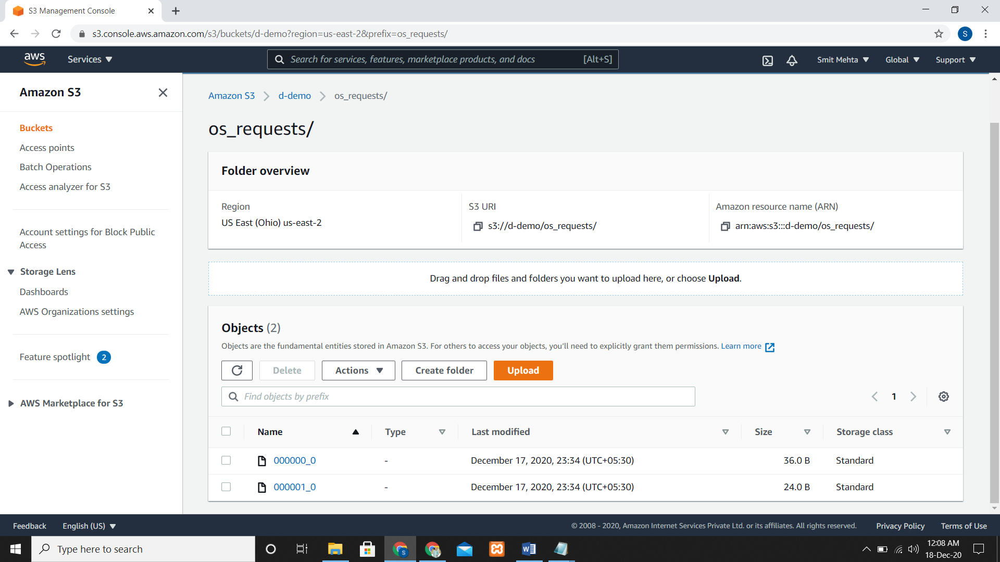 S3 Management Console
s3.console.aws.amazon.com/s3/buckets/d-demo?region=us-east-2&prefix=os_requests/
S
aws
Services
Search for services, features, marketplace products, and docs [Alt+S]
Smit Mehta
Global
Support
Amazon S3
Buckets
Access points
Batch Operations
Access analyzer for S3
Account settings for Block Public
Access
Storage Lens
Dashboards
AWS Organizations settings
Feature spotlight 2
AWS Marketplace for S3
Amazon S3 > d-demo > os_requests/
os_requests/
Folder overview
Region
US East (Ohio) us-east-2
S3 URI
s3://d-demo/os_requests/
Amazon resource name (ARN)
arn:aws:s3:::d-demo/os_requests/
Drag and drop files and folders you want to upload here, or choose Upload.
Objects (2)
Objects are the fundamental entities stored in Amazon S3. For others to access your objects, you'll need to explicitly grant them permissions. Learn more
Delete Actions Create folder Upload
Find objects by prefix
1
Name Type Last modified Size Storage class
000000_0 - December 17, 2020, 23:34 (UTC+05:30) 36.0 B Standard
000001_0 - December 17, 2020, 23:34 (UTC+05:30) 24.0 B Standard
Feedback English (US) © 2008 - 2020, Amazon Internet Services Private Ltd. or its affiliates. All rights reserved. Privacy Policy Terms of Use
Type here to search
S
W
12:08 AM
18-Dec-20